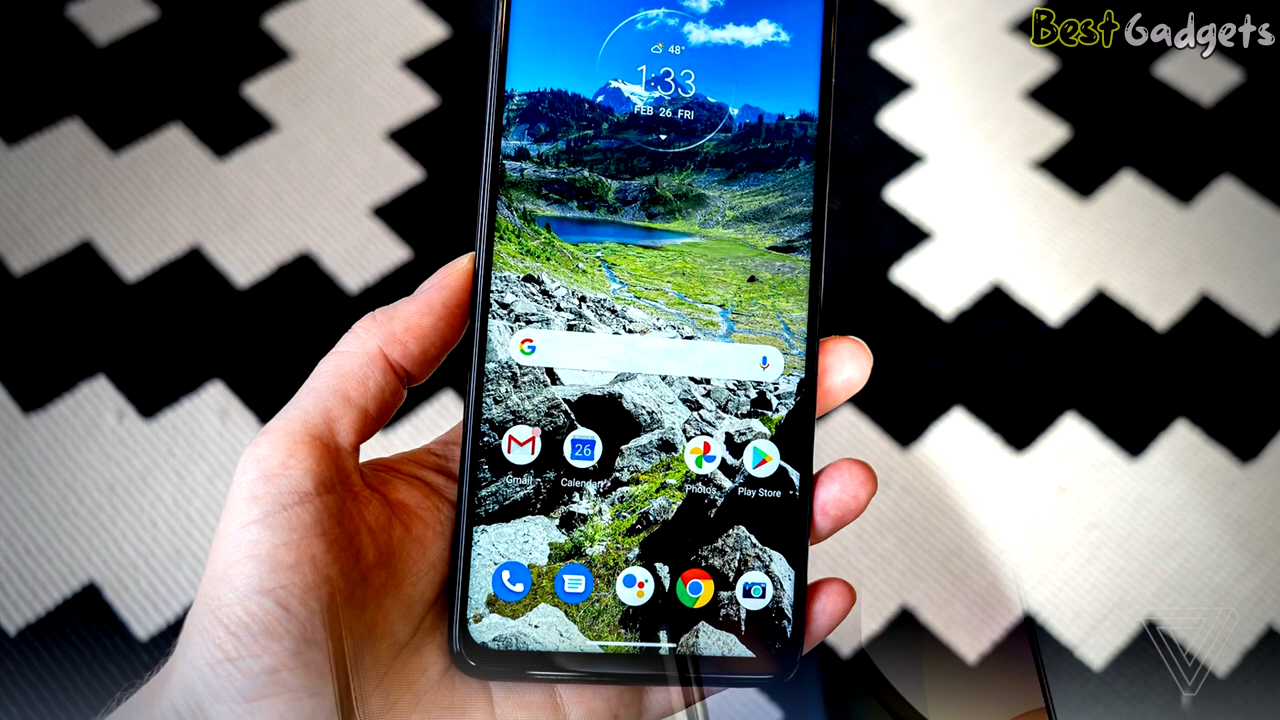 Best Gadgets
48°
1:33
FEB 26 FRI
26
Gmail
Calendar
Photos
Play Store